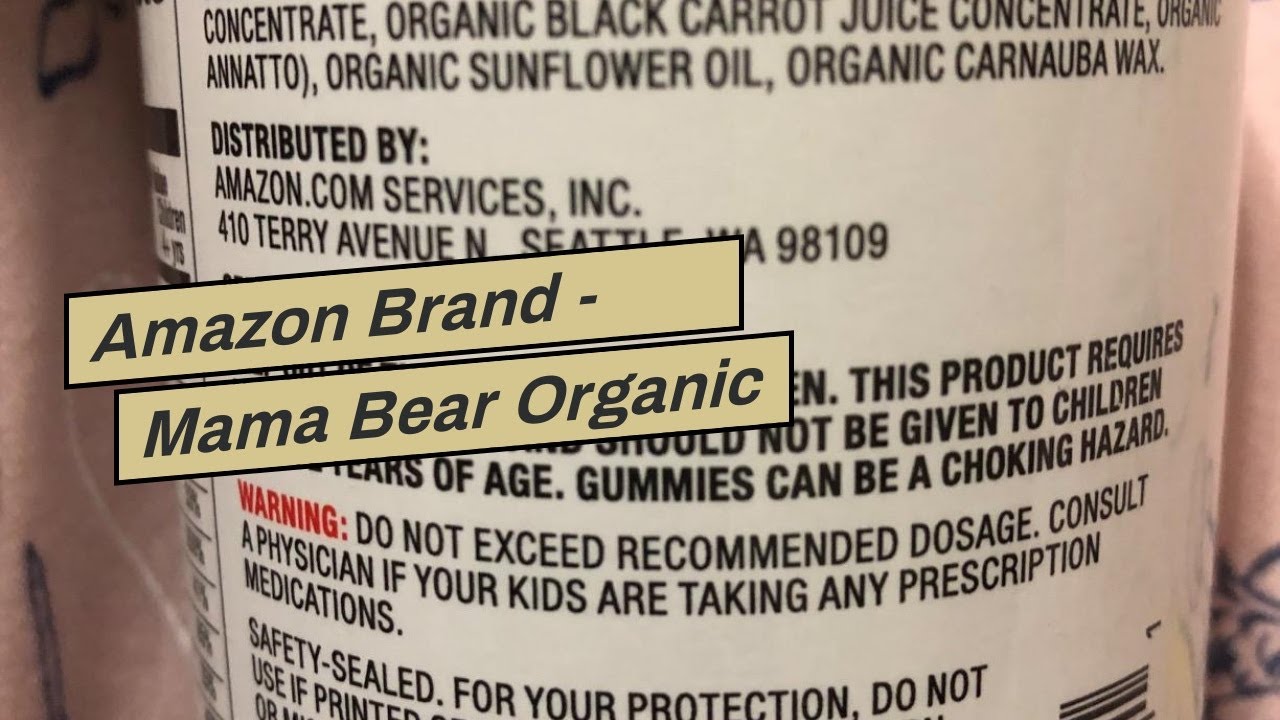 CONCENTRATE, ORGANIC BLACK CARROT JUICE CONCENTRATE, ORGANIC
ANNATTO), ORGANIC SUNFLOWER OIL, ORGANIC CARNAUBA WAX.
DISTRIBUTED BY:
AMAZON.COM SERVICES, INC.
410 TERRY AVENUE N., SEATTLE, WA 98109
Amazon Brand -
Mama Bear Organic
THIS PRODUCT REQUIRES
SHOULD NOT BE GIVEN TO CHILDREN
YEARS OF AGE. GUMMIES CAN BE A CHOKING HAZARD.
WARNING: DO NOT EXCEED RECOMMENDED DOSAGE. CONSULT
A PHYSICIAN IF YOUR KIDS ARE TAKING ANY PRESCRIPTION
MEDICATIONS.
SAFETY-SEALED. FOR YOUR PROTECTION, DO NOT
USE IF PRINTED